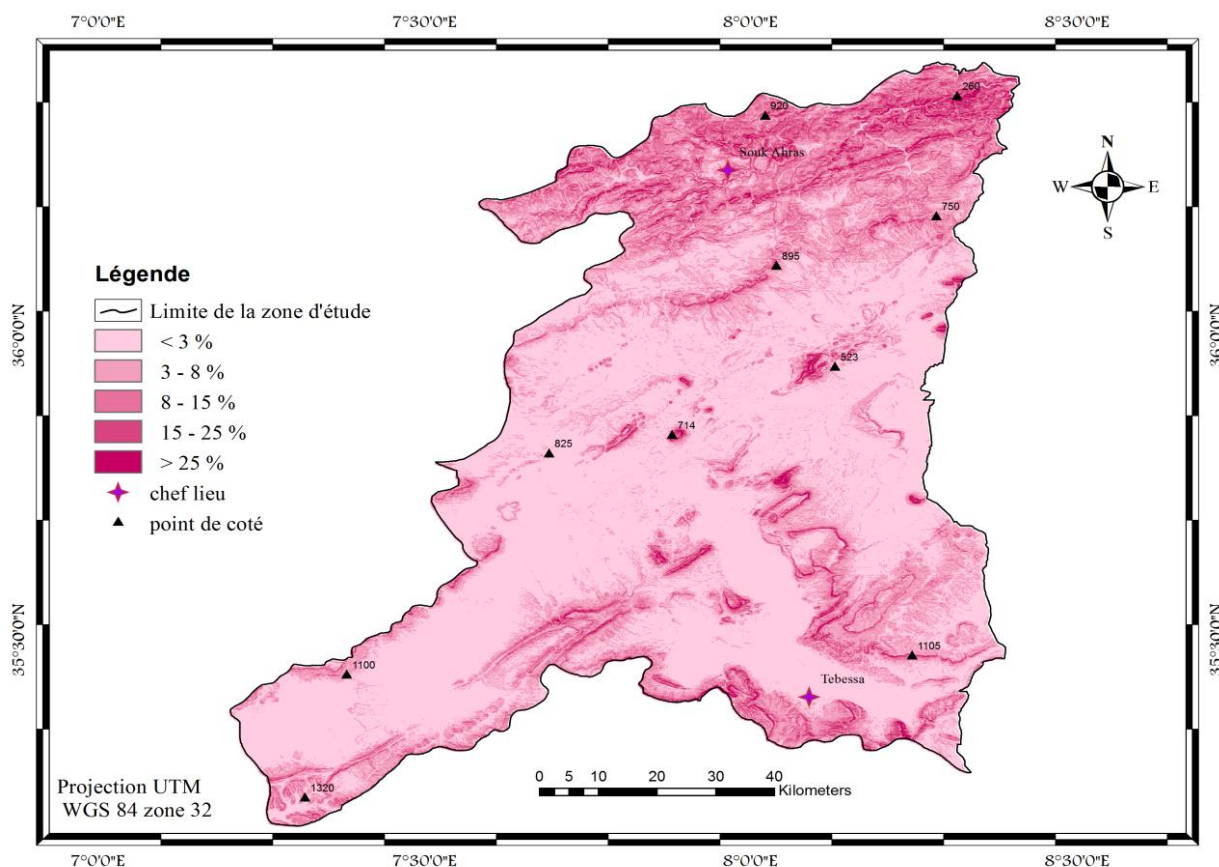 7°0'0"E 7°30'0"E 8°0'0"E 8°30'0"E
260
920
Souk Ahras
N
W E
S
750
895
Légende
Limite de la zone d'étude
36°0'0"N 36°0'0"N
< 3 %
3 - 8 %
523
8 - 15 %
15 - 25 %
714
825
> 25 %
chef lieu
point de coté
35°30'0"N 35°30'0"N
1105
1100
Tebessa
0 5 10 20 30 40
Kilometers
Projection UTM
WGS 84 zone 32
1320
7°0'0"E 7°30'0"E 8°0'0"E 8°30'0"E